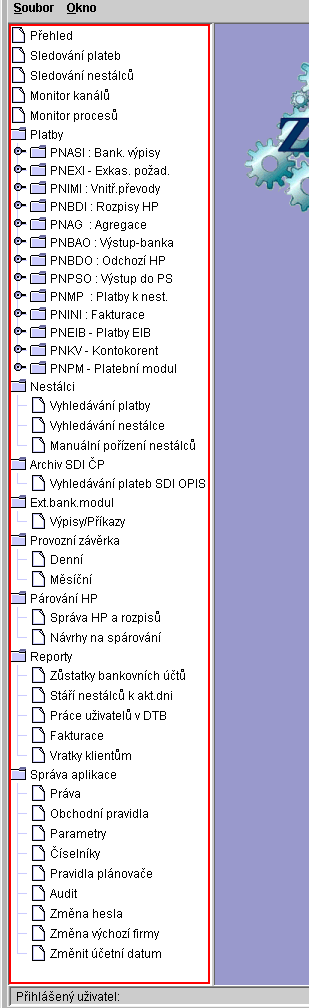 Soubor Okno
Přehled
Sledování plateb
Sledování nestálců
Monitor kanálů
Monitor procesů
Platby
PNASI : Bank. výpisy
PNEXI - Exkas. požad.
PNIMI : Vnitř.převody
PNBDI : Rozpisy HP
PNAG : Agregace
PNBAO : Výstup-banka
PNBDO : Odchozí HP
PNPSO : Výstup do PS
PNMP : Platby k nest.
PNINI : Fakturace
PNEIB - Platby EIB
PNKV - Kontokorent
PNPM - Platební modul
Nestálci
Vyhledávání platby
Vyhledávání nestálce
Manuální pořízení nestálců
Archiv SDI ČP
Vyhledávání plateb SDI OPIS
Ext.bank.modul
Výpisy/Příkazy
Provozní závěrka
Denní
Měsíční
Párování HP
Správa HP a rozpisů
Návrhy na spárování
Reporty
Zůstatky bankovních účtů
Stáří nestálců k akt.dni
Práce uživatelů v DTB
Fakturace
Vratky klientům
Správa aplikace
Práva
Obchodní pravidla
Parametry
Číselníky
Pravidla plánovače
Audit
Změna hesla
Změna výchozí firmy
Změnit účetní datum
Přihlášený uživatel: